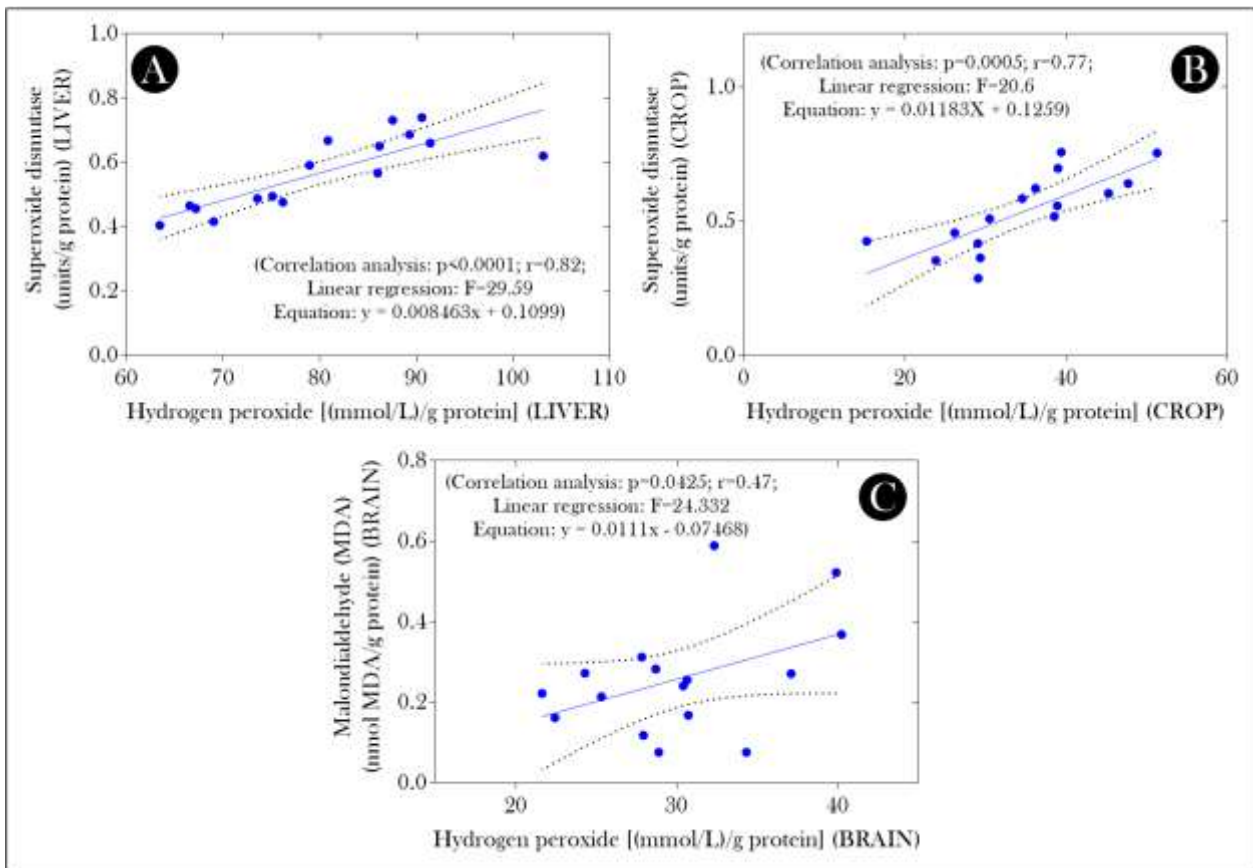 A
Superoxide dismutase
(units/g protein) (LIVER)
1.0
0.8
0.6
0.4
0.2
0.0
(Correlation analysis: p<0.0001; r=0.82;
Linear regression: F=29.59
Equation: y = 0.008463x + 0.1099)
60 70 80 90 100 110
Hydrogen peroxide [(mmol/L)/g protein] (LIVER)
B
Superoxide dismutase
(units/g protein) (CROP)
1.0
0.5
0.0
(Correlation analysis: p=0.0005; r=0.77;
Linear regression: F=20.6
Equation: y = 0.01183X + 0.1259)
0 20 40 60
Hydrogen peroxide [(mmol/L)/g protein] (CROP)
C
Malondialdehyde (MDA)
(nmol MDA/g protein) (BRAIN)
0.8
0.6
0.4
0.2
0.0
(Correlation analysis: p=0.0425; r=0.47;
Linear regression: F=24.332
Equation: y = 0.0111x - 0.07468)
20 30 40
Hydrogen peroxide [(mmol/L)/g protein] (BRAIN)